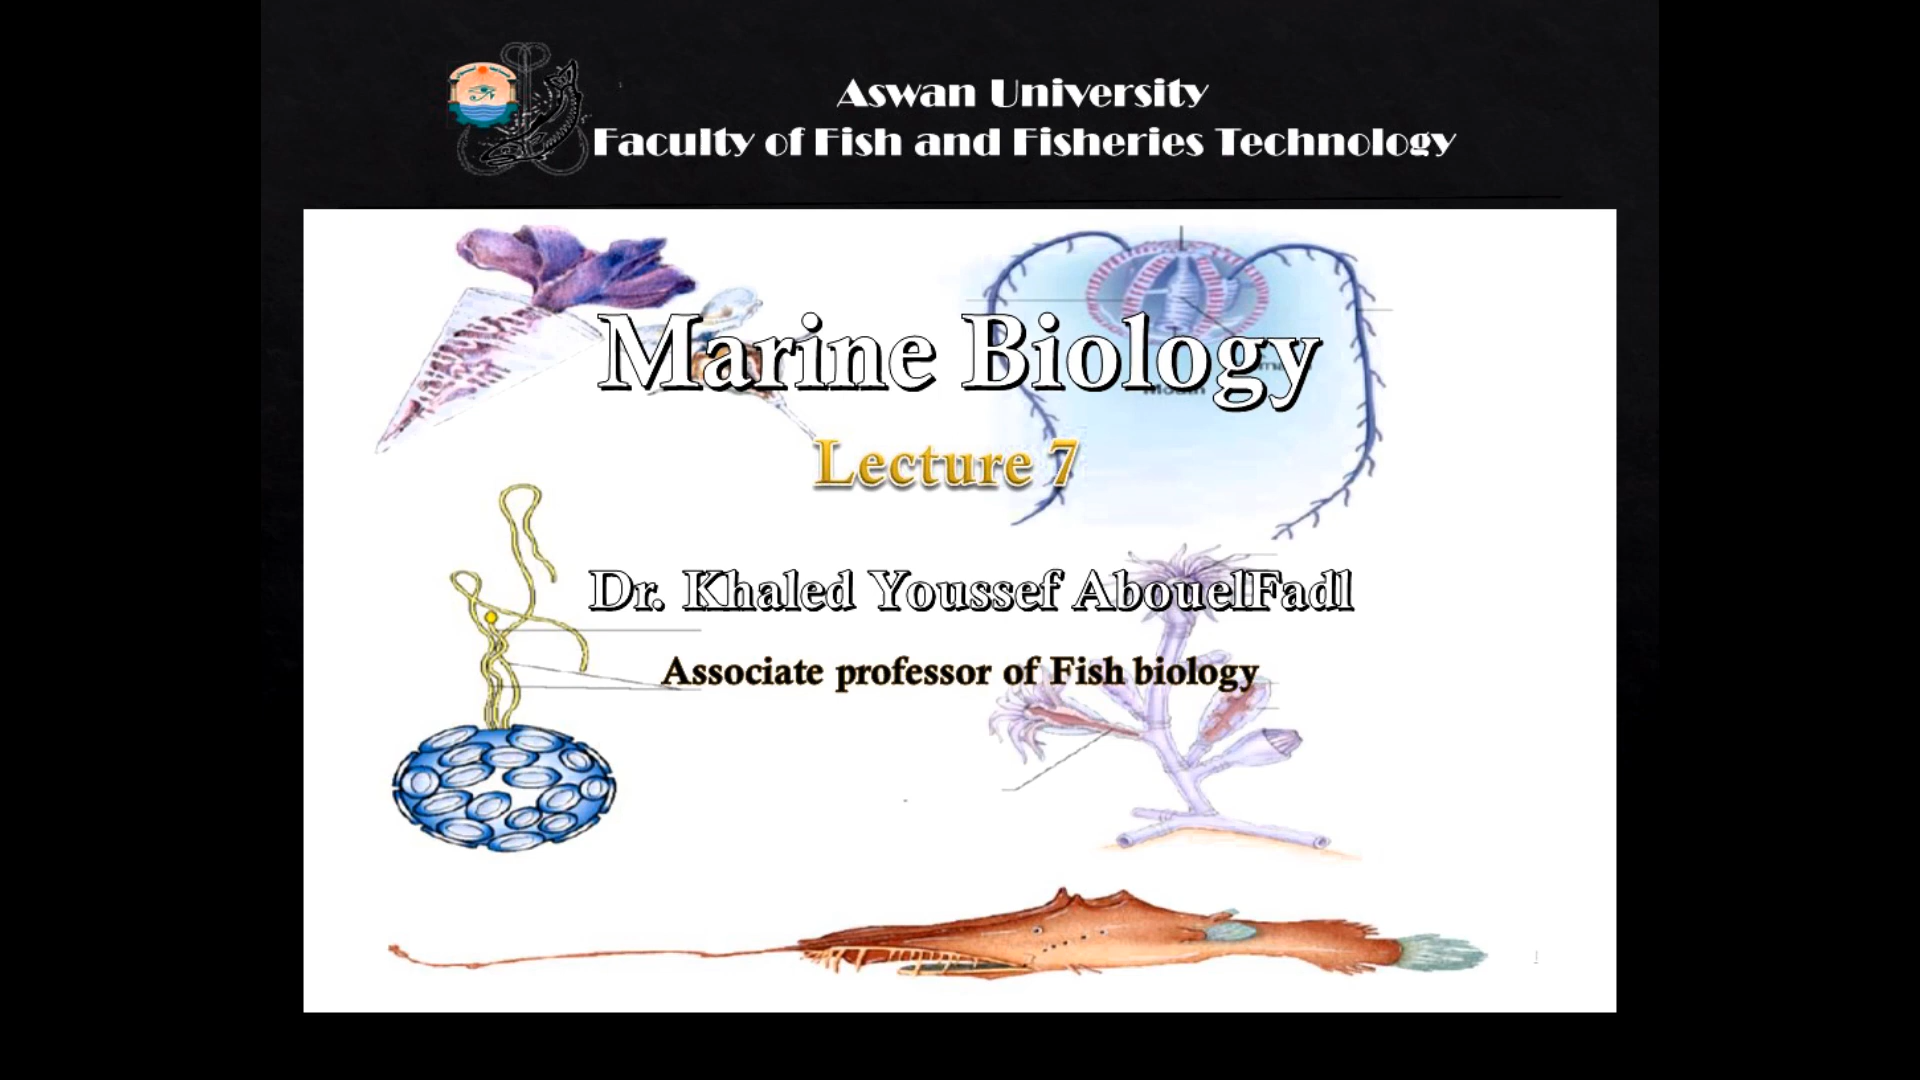 Aswan University
Faculty of Fish and Fisheries Technology
Marine Biology
Lecture 7
Dr. Khaled Youssef AbouelFadl
Associate professor of Fish biology